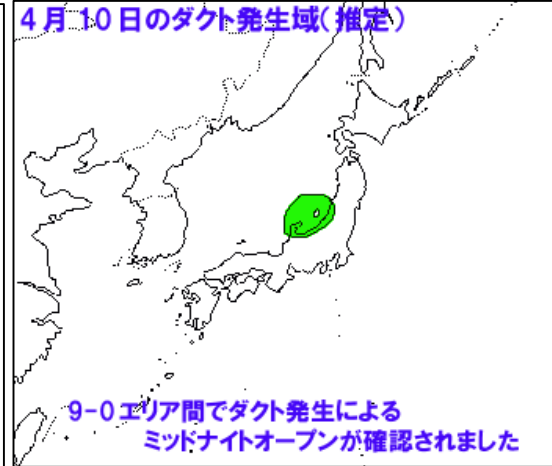 4月10日のダクト発生域(推定)
9-0エリア間でダクト発生による
ミッドナイトオープンが確認されました